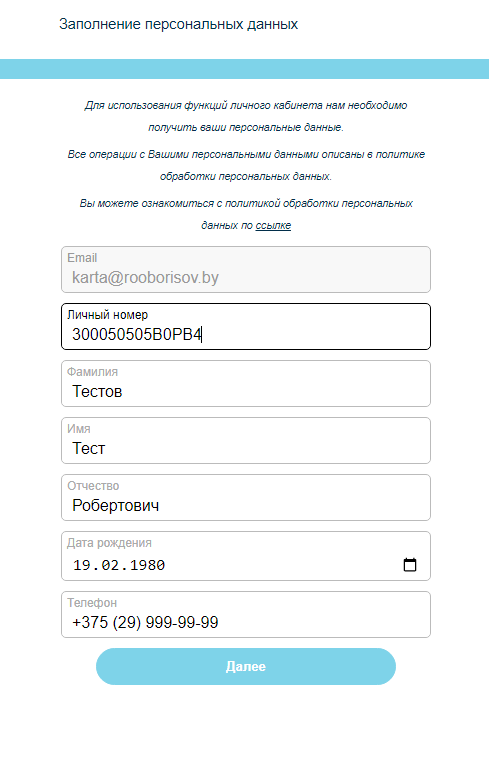 Заполнение персональных данных
Для использования функций личного кабинета нам необходимо
получить ваши персональные данные.
Все операции с Вашими персональными данными описаны в политике
обработки персональных данных.
Вы можете ознакомиться с политикой обработки персональных
данных по ссылке
Email
karta@rooborisov.by
Личный номер
300050505B0PB4
Фамилия
Тестов
Имя
Тест
Отчество
Робертович
Дата рождения
19.02.1980
Телефон
+375 (29) 999-99-99
Далее